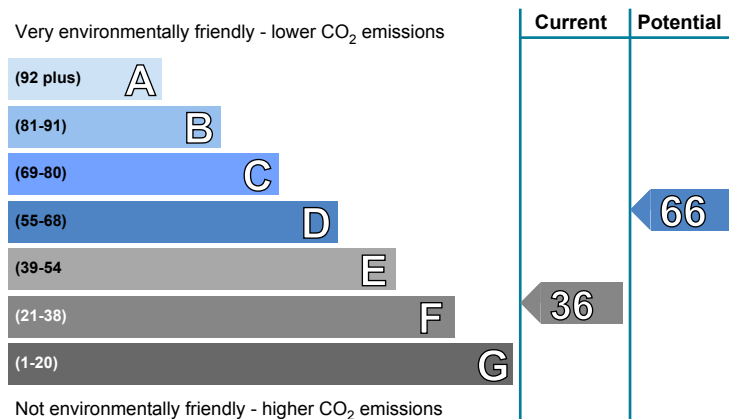 Current Potential
Very environmentally friendly - lower CO2 emissions
(92 plus) A
(81-91) B
(69-80) C
(55-68) D
66
(39-54 E
(21-38) F
36
(1-20) G
Not environmentally friendly - higher CO2 emissions